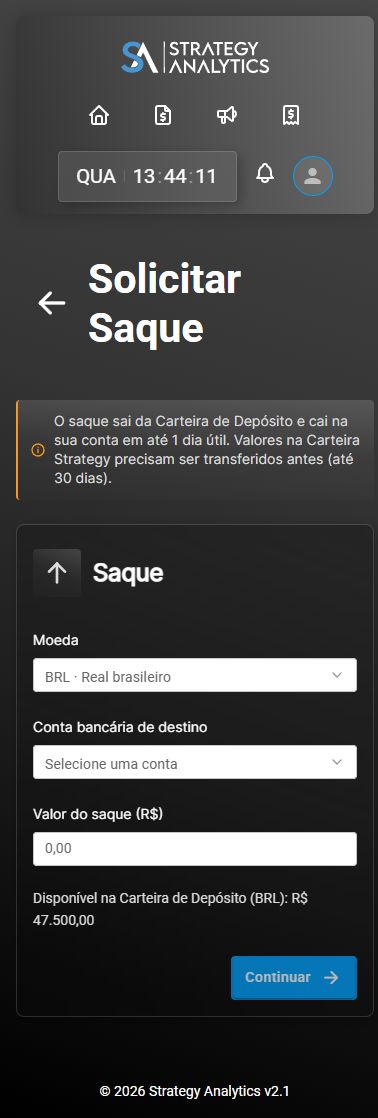 STRATEGY
ANALYTICS
QUA 13:44:11
Solicitar
Saque
O saque sai da Carteira de Depósito e cai na
sua conta em até 1 dia útil. Valores na Carteira
Strategy precisam ser transferidos antes (até
30 dias).
Saque
Moeda
BRL · Real brasileiro
Conta bancária de destino
Selecione uma conta
Valor do saque (R$)
0,00
Disponível na Carteira de Depósito (BRL): R$
47.500,00
Continuar
© 2026 Strategy Analytics v2.1